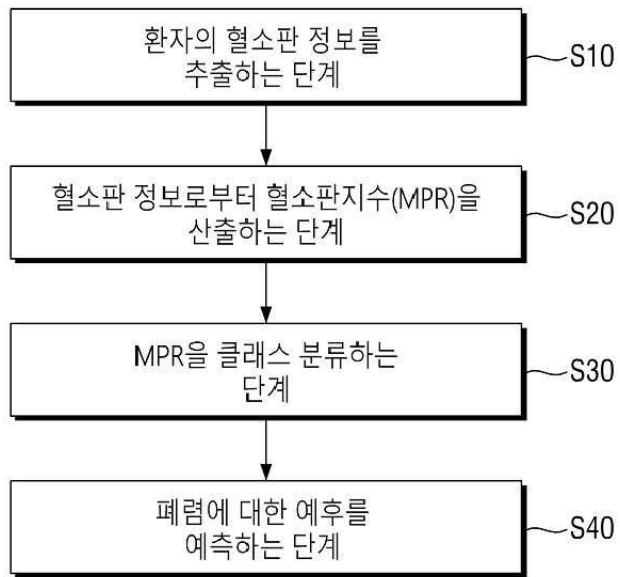 환자의 혈소판 정보를
추출하는 단계
S10
혈소판 정보로부터 혈소판지수(MPR)을
산출하는 단계
S20
MPR을 클래스 분류하는
단계
S30
폐렴에 대한 예후를
예측하는 단계
S40